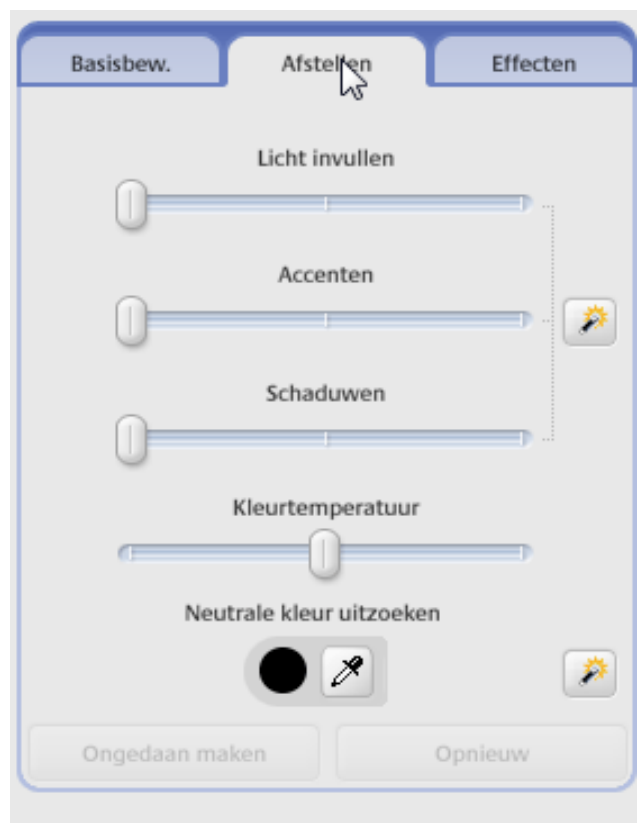 Basisbew. Afstellen Effecten
Licht invullen
Accenten
Schaduwen
Kleurtemperatuur
Neutrale kleur uitzoeken
Ongedaan maken Opnieuw